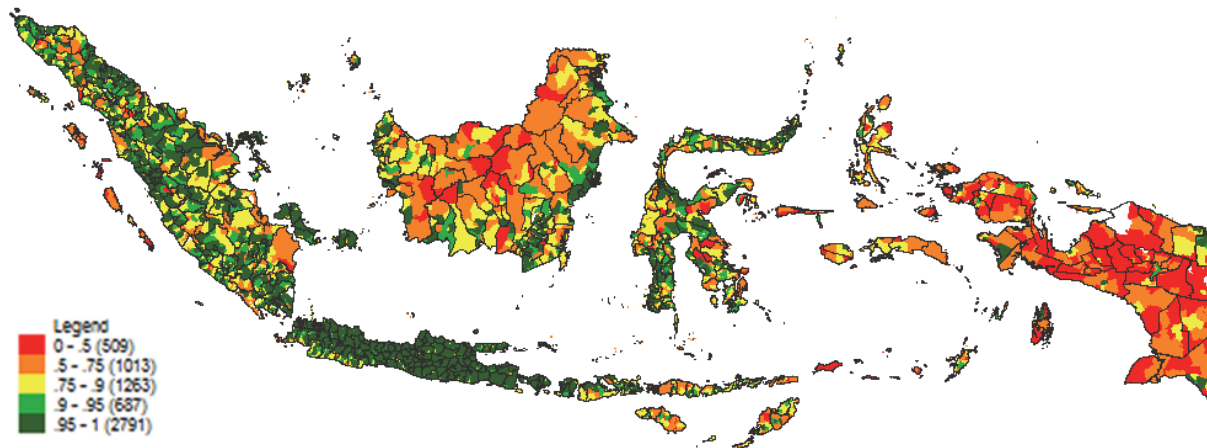 Legend
0 - .5 (509)
.5 - .75 (1013)
.75 - .9 (1263)
.9 - .95 (687)
.95 - 1 (2791)